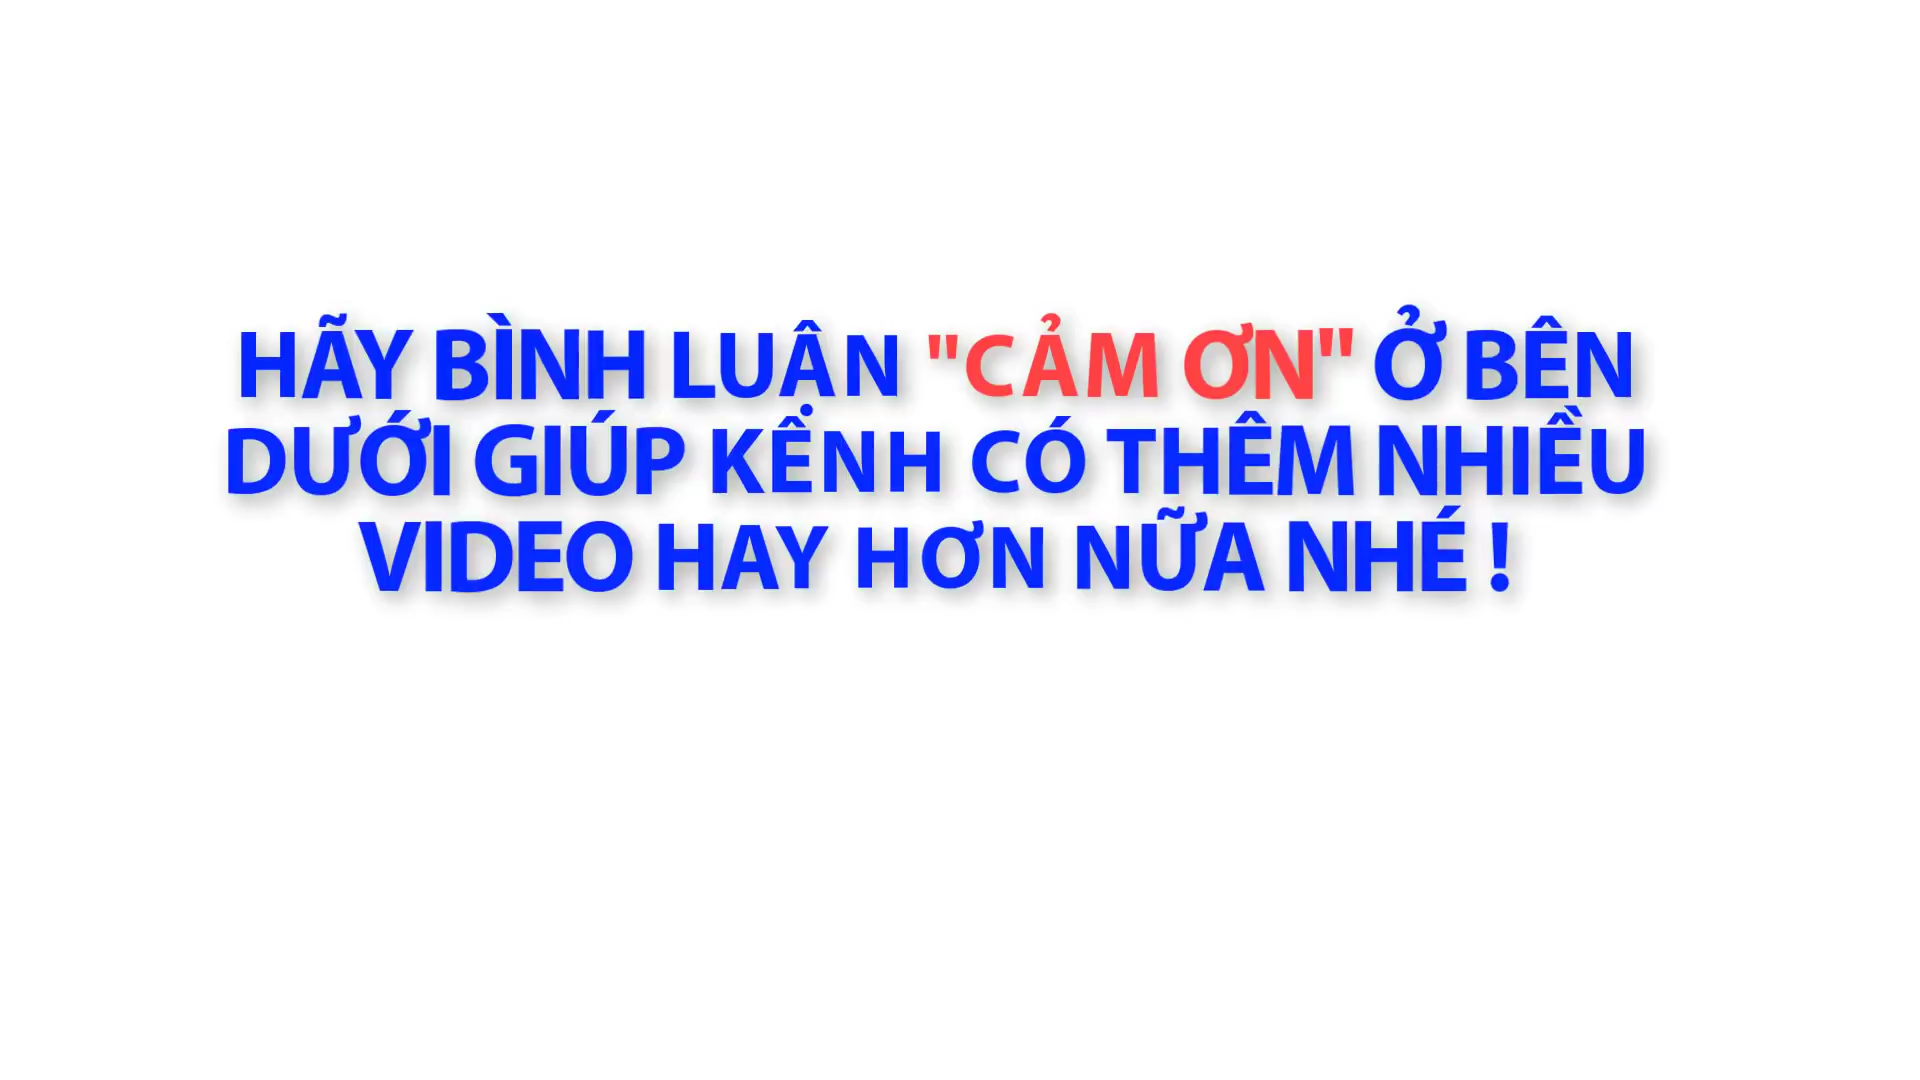 HÃY BÌNH LUẬN "CẢM ƠN" Ở BÊN
DƯỚI GIÚP KÊNH CÓ THÊM NHIỀU
VIDEO HAY HƠN NỮA NHÉ !